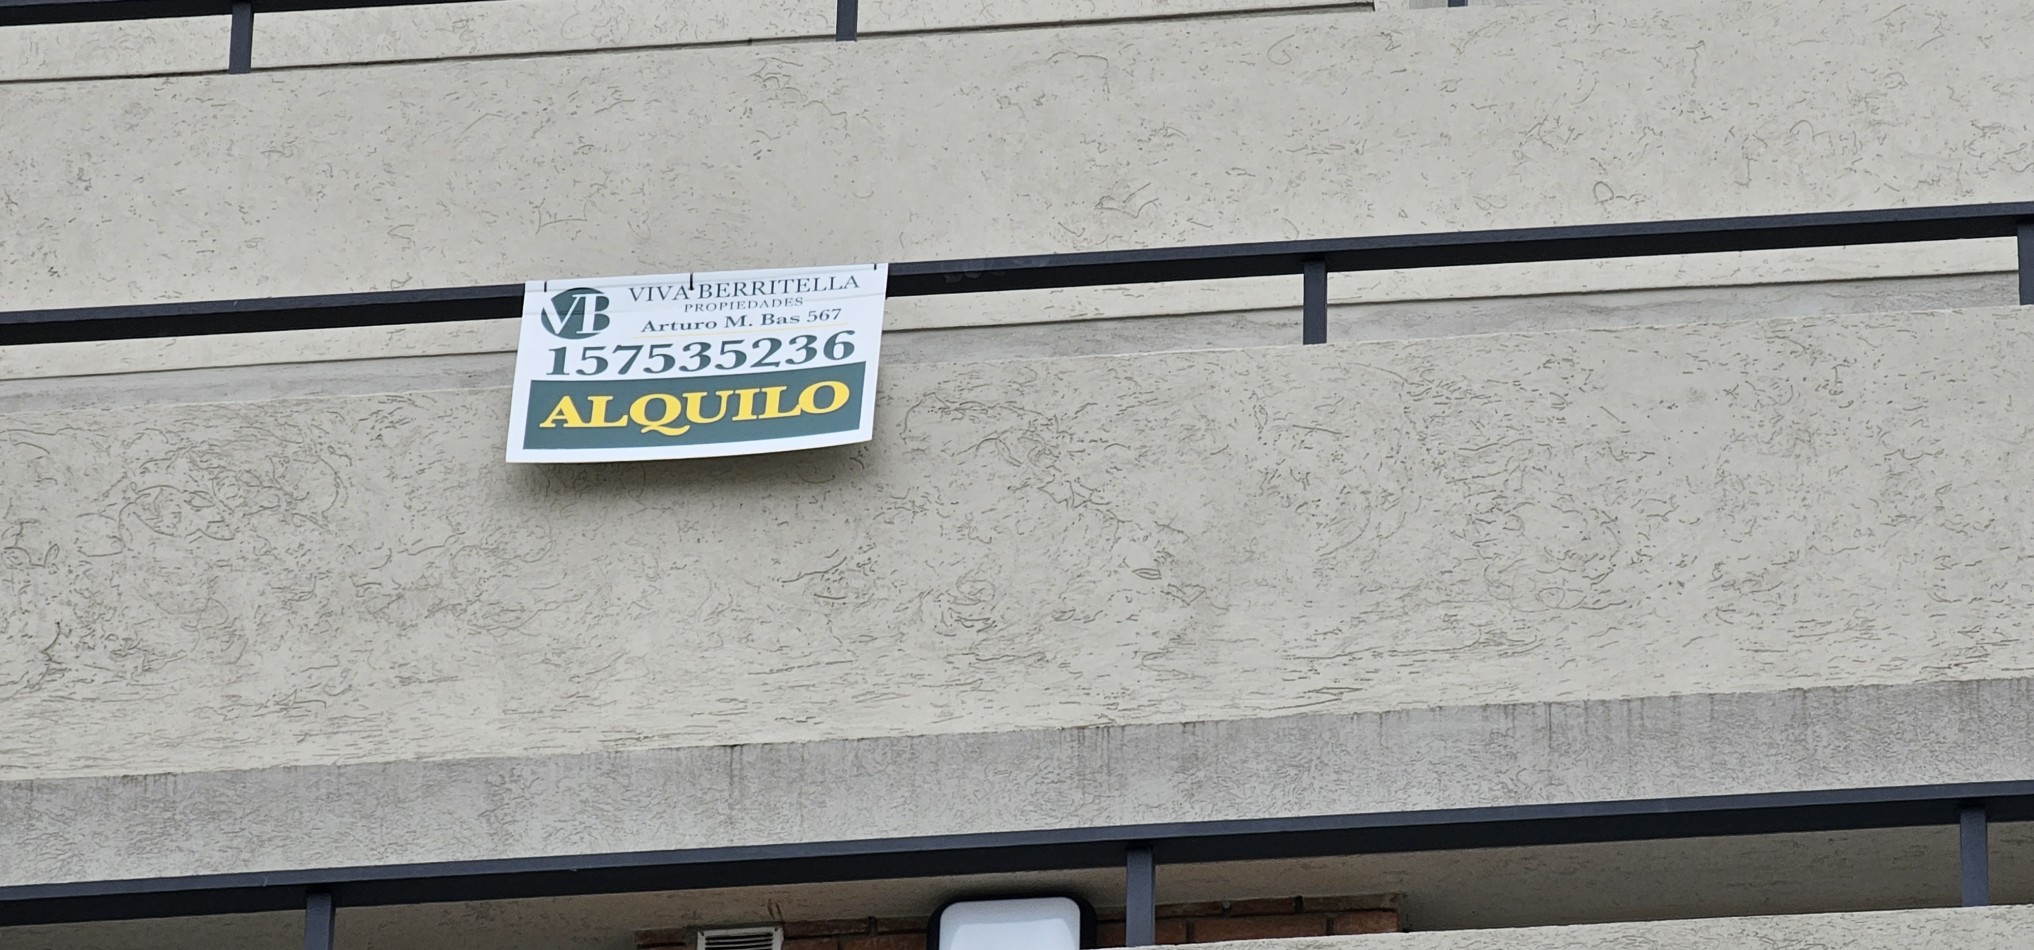 VB
VIVA BERRITELLA
PROPIEDADES
Arturo M. Bas 567
157535236
ALQUILO